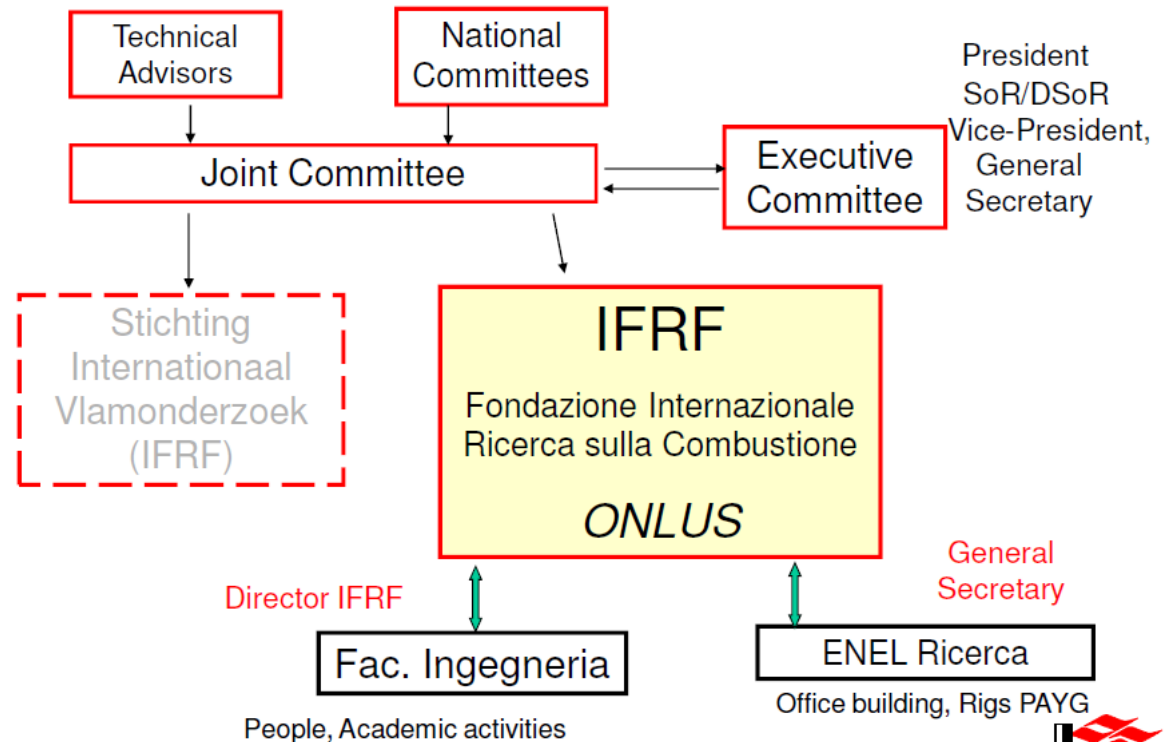 Technical
Advisors
National
Committees
President
SoR/DSoR
Vice-President,
General
Secretary
Joint Committee
Executive
Committee
Stichting
Internationaal
Vlamonderzoek
(IFRF)
IFRF
Fondazione Internazionale
Ricerca sulla Combustione
ONLUS
Director IFRF
General
Secretary
Fac. Ingegneria
ENEL Ricerca
People, Academic activities
Office building, Rigs PAYG